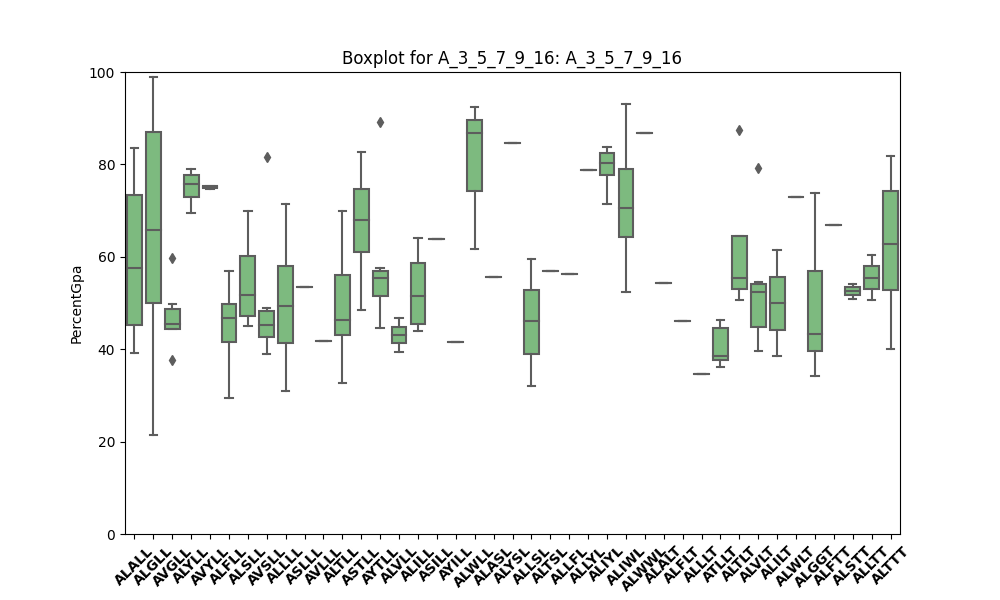 Boxplot for A_3_5_7_9_16: A_3_5_7_9_16
PercentGpa
100
80
60
40
20
0
ALALL
ALGLL
AVGLL
ALYLL
AVYLL
ALFLL
ALSLL
AVSLL
ALLLL
ASLLL
AVLLL
ALTLL
ASTLL
AYTLL
ALVLL
ALILL
ASILL
AYILL
ALWLL
ALASL
ALYSL
ALLSL
ALTSL
ALLFL
ALLYL
ALIYL
ALIWL
ALWWL
ALALT
ALFLT
ALLLT
ATLLT
ALTLT
ALVLT
ALILT
ALWLT
ALGGT
ALFTT
ALSTT
ALLTT
ALTTT